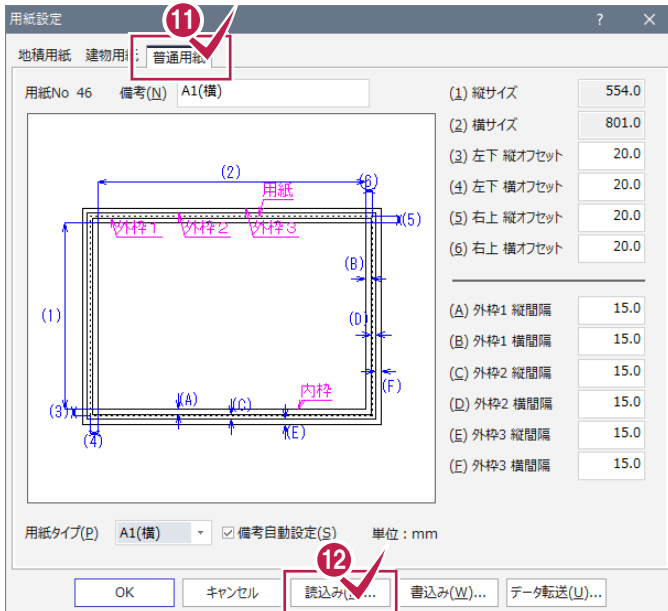 用紙設定 ? ×
11
地積用紙 建物用紙 普通用紙
用紙No 46 備考(N) A1(横)
(1) 縦サイズ 554.0
(2) 横サイズ 801.0
(3) 左下 縦オフセット 20.0
(4) 左下 横オフセット 20.0
(5) 右上 縦オフセット 20.0
(6) 右上 横オフセット 20.0
(A) 外枠1 縦間隔 15.0
(B) 外枠1 横間隔 15.0
(C) 外枠2 縦間隔 15.0
(D) 外枠2 横間隔 15.0
(E) 外枠3 縦間隔 15.0
(F) 外枠3 横間隔 15.0
(2)
(6)
用紙
外枠1 外枠2 外枠3
(5)
(B)
(1)
(D)
(F)
内枠
(A)
(C)
(3)
(E)
(4)
用紙タイプ(P) A1(横) 備考自動設定(S) 単位：mm
12
OK キャンセル 読込み... 書込み(W)... データ転送(U)...